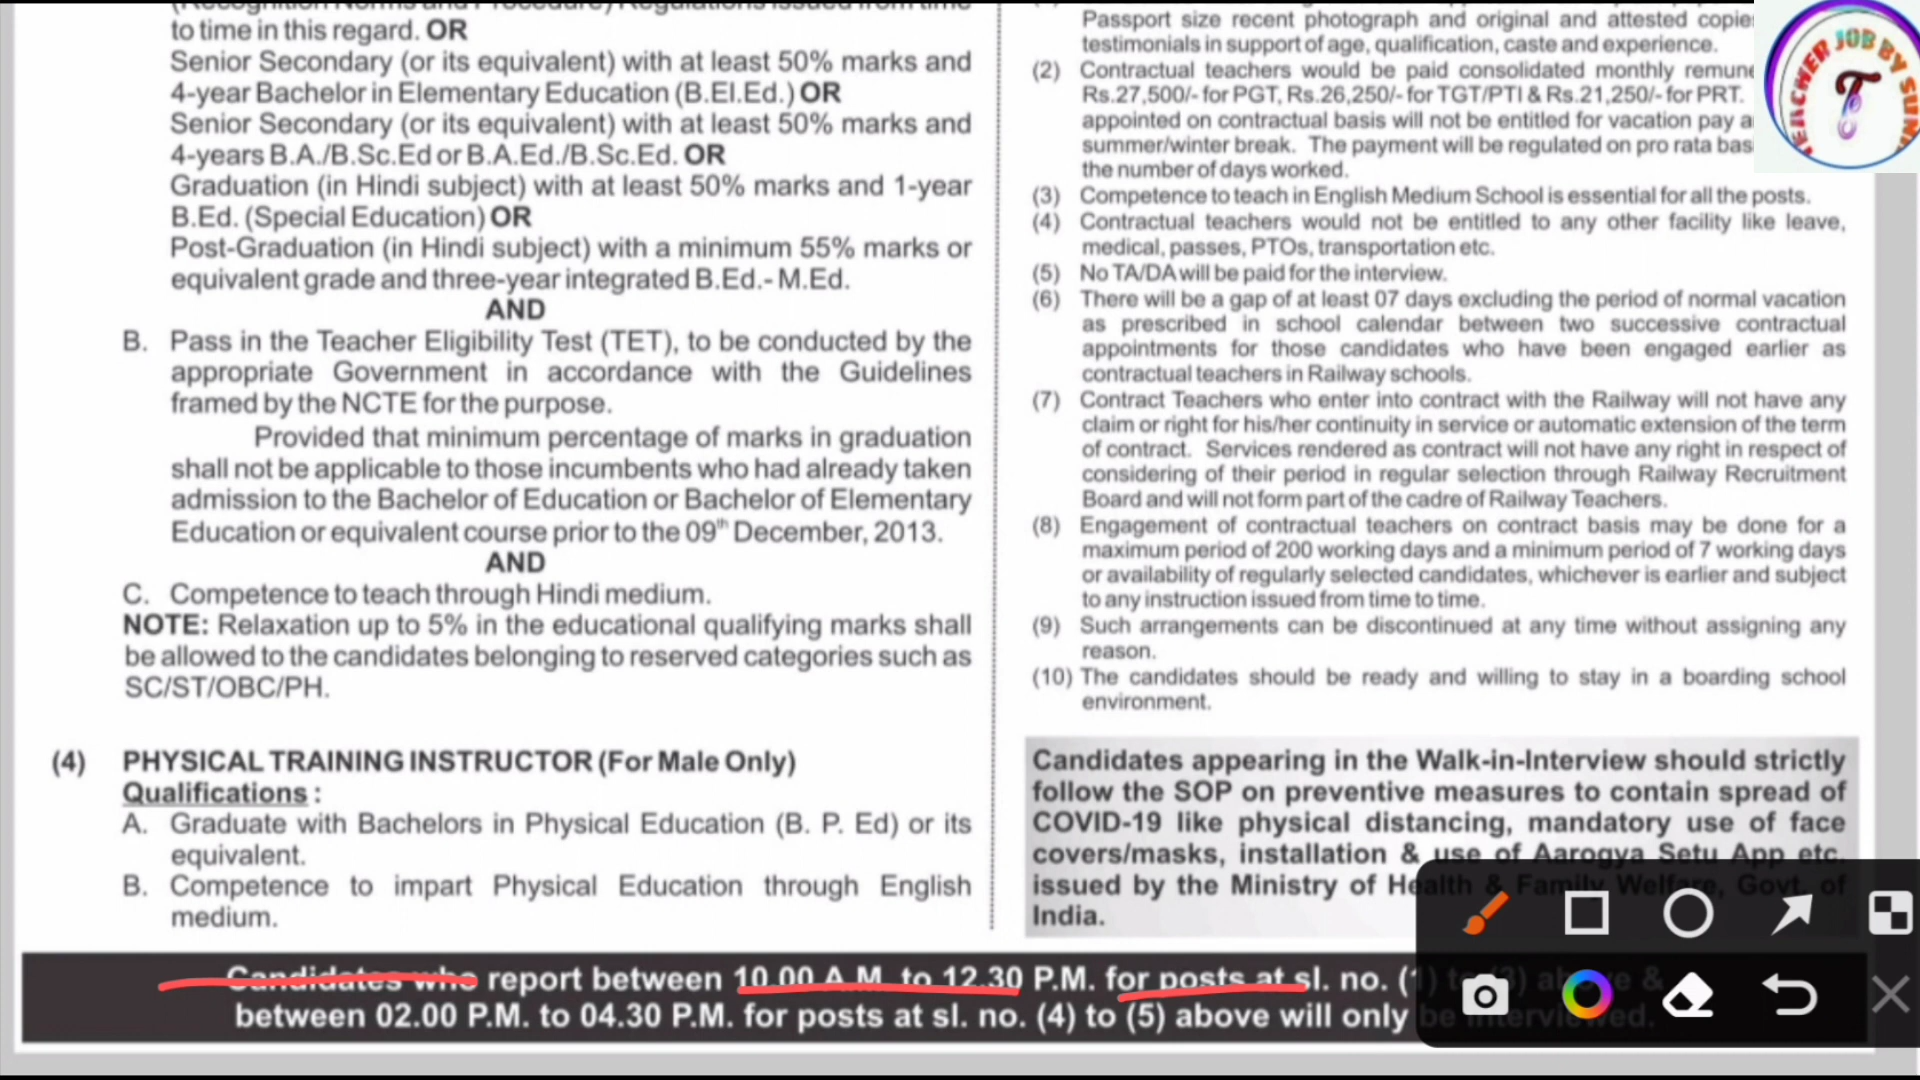 to time in this regard. OR
Senior Secondary (or its equivalent) with at least 50% marks and
4-year Bachelor in Elementary Education (B.El.Ed.) OR
Senior Secondary (or its equivalent) with at least 50% marks and
4-years B.A./B.Sc.Ed or B.A.Ed./B.Sc.Ed. OR
Graduation (in Hindi subject) with at least 50% marks and 1-year
B.Ed. (Special Education) OR
Post-Graduation (in Hindi subject) with a minimum 55% marks or
equivalent grade and three-year integrated B.Ed.- M.Ed.
AND
B. Pass in the Teacher Eligibility Test (TET), to be conducted by the
appropriate Government in accordance with the Guidelines
framed by the NCTE for the purpose.
Provided that minimum percentage of marks in graduation
shall not be applicable to those incumbents who had already taken
admission to the Bachelor of Education or Bachelor of Elementary
Education or equivalent course prior to the 09th December, 2013.
AND
C. Competence to teach through Hindi medium.
NOTE: Relaxation up to 5% in the educational qualifying marks shall
be allowed to the candidates belonging to reserved categories such as
SC/ST/OBC/PH.
(4) PHYSICAL TRAINING INSTRUCTOR (For Male Only)
Qualifications :
A. Graduate with Bachelors in Physical Education (B. P. Ed) or its
equivalent.
B. Competence to impart Physical Education through English
medium.
Passport size recent photograph and original and attested
testimonials in support of age, qualification, caste and experience.
(2) Contractual teachers would be paid consolidated monthly
Rs.27,500/- for PGT, Rs.26,250/- for TGT/PTI & Rs.21,250/- for PRT.
appointed on contractual basis will not be entitled for vacation pay
summer/winter break. The payment will be regulated on pro rata
the number of days worked.
(3) Competence to teach in English Medium School is essential for all the posts.
(4) Contractual teachers would not be entitled to any other facility like leave,
medical, passes, PTOs, transportation etc.
(5) No TA/DA will be paid for the interview.
(6) There will be a gap of at least 07 days excluding the period of normal vacation
as prescribed in school calendar between two successive contractual
appointments for those candidates who have been engaged earlier as
contractual teachers in Railway schools.
(7) Contract Teachers who enter into contract with the Railway will not have any
claim or right for his/her continuity in service or automatic extension of the term
of contract. Services rendered as contract will not have any right in respect of
considering of their period in regular selection through Railway Recruitment
Board and will not form part of the cadre of Railway Teachers.
(8) Engagement of contractual teachers on contract basis may be done for a
maximum period of 200 working days and a minimum period of 7 working days
or availability of regularly selected candidates, whichever is earlier and subject
to any instruction issued from time to time.
(9) Such arrangements can be discontinued at any time without assigning any
reason.
(10) The candidates should be ready and willing to stay in a boarding school
environment.
Candidates appearing in the Walk-in-Interview should strictly
follow the SOP on preventive measures to contain spread of
COVID-19 like physical distancing, mandatory use of face
covers/masks, installation & use of Aarogya Setu App etc.
issued by the Ministry of Health & Family Welfare, Govt. of
India.
Candidates who report between 10.00 A.M. to 12.30 P.M. for posts at sl. no. (1) to (3) above &
between 02.00 P.M. to 04.30 P.M. for posts at sl. no. (4) to (5) above will only be interviewed.
TEACHER JOB BY